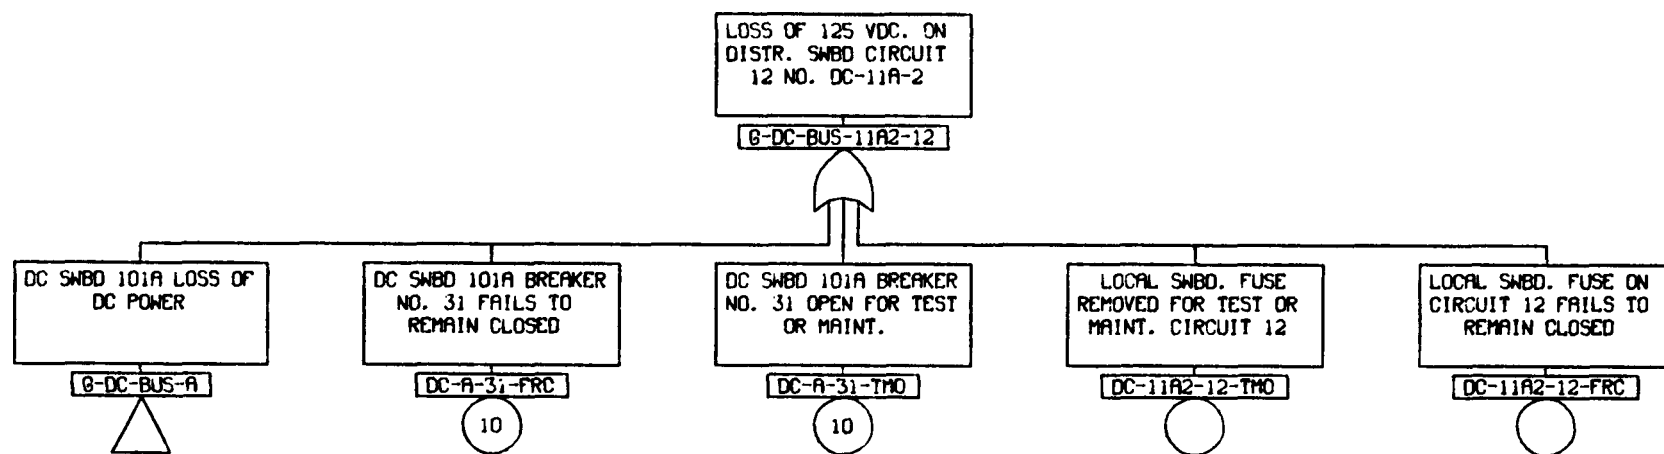 LOSS OF 125 VDC. ON
DISTR. SWBD CIRCUIT
12 NO. DC-11A-2
G-DC-BUS-11A2-12
DC SWBD 101A LOSS OF
DC POWER
G-DC-BUS-A
DC SWBD 101A BREAKER
NO. 31 FAILS TO
REMAIN CLOSED
DC-A-31-FRC
10
DC SWBD 101A BREAKER
NO. 31 OPEN FOR TEST
OR MAINT.
DC-A-31-TMO
10
LOCAL SWBD. FUSE
REMOVED FOR TEST OR
MAINT. CIRCUIT 12
DC-11A2-12-TMO
LOCAL SWBD. FUSE ON
CIRCUIT 12 FAILS TO
REMAIN CLOSED
DC-11A2-12-FRC